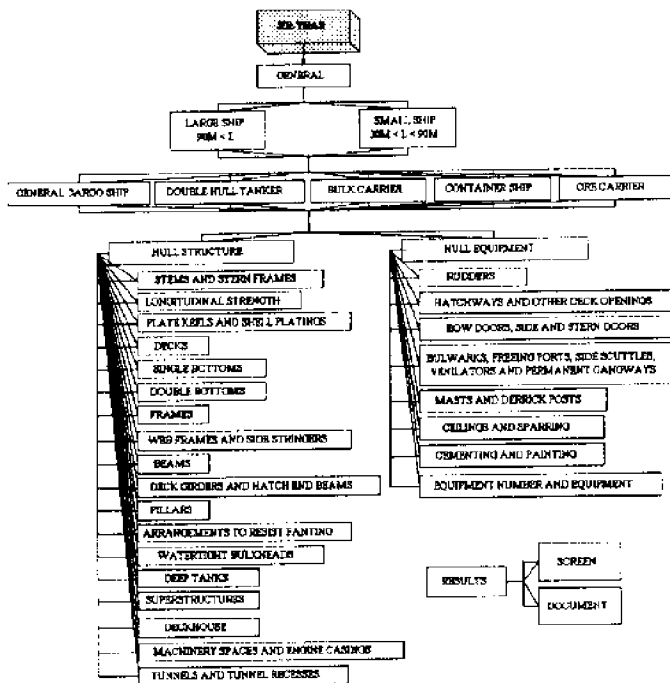 GENERAL
LARGE SHIP
90M < L
SMALL SHIP
30M < L < 90M
GENERAL CARGO SHIP
DOUBLE HULL TANKER
BULK CARRIER
CONTAINER SHIP
ORE CARRIER
HULL STRUCTURE
STEMS AND STERN FRAMES
LONGITUDINAL STRENGTH
PLATE KEELS AND SHELL PLATINGS
DECKS
SINGLE BOTTOMS
DOUBLE BOTTOMS
FRAMES
WEB FRAMES AND SIDE STRINGERS
BEAMS
DECK GIRDERS AND HATCH END BEAMS
PILLARS
ARRANGEMENTS TO RESIST PANTING
WATERTIGHT BULKHEADS
DEEP TANKS
SUPERSTRUCTURES
DECKHOUSE
MACHINERY SPACES AND ENGINE CASINGS
TUNNELS AND TUNNEL RECESSES
HULL EQUIPMENT
RUDDERS
HATCHWAYS AND OTHER DECK OPENINGS
BOW DOORS, SIDE AND STERN DOORS
BULWARKS, FREEING PORTS, SIDE SCUTTLES,
VENILATORS AND PERMANENT GANGWAYS
MASTS AND DERRICK POSTS
CEILINGS AND SPARRING
CEMENTING AND PAINTING
EQUIPMENT NUMBER AND EQUIPMENT
RESULTS
SCREEN
DOCUMENT